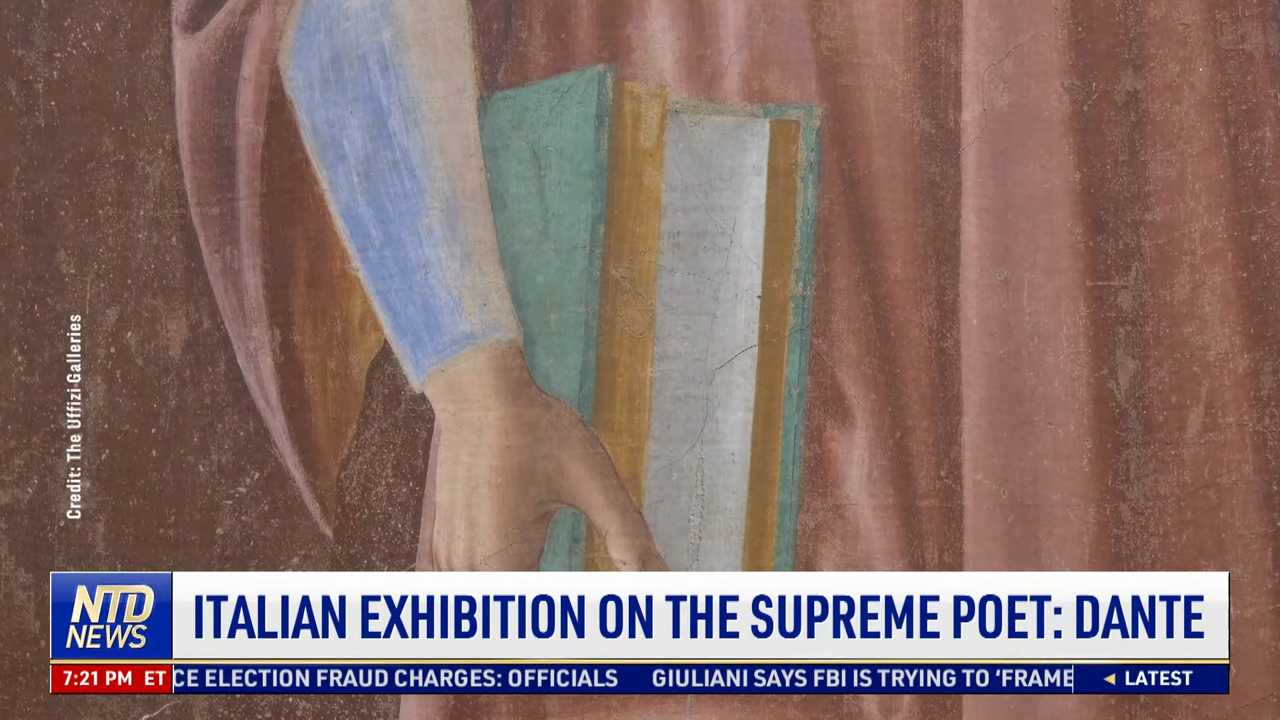 Credit: The Uffizi Galleries
NTD
NEWS
ITALIAN EXHIBITION ON THE SUPREME POET: DANTE
7:21 PM ET
CE ELECTION FRAUD CHARGES: OFFICIALS GIULIANI SAYS FBI IS TRYING TO ‘FRAME
◄ LATEST